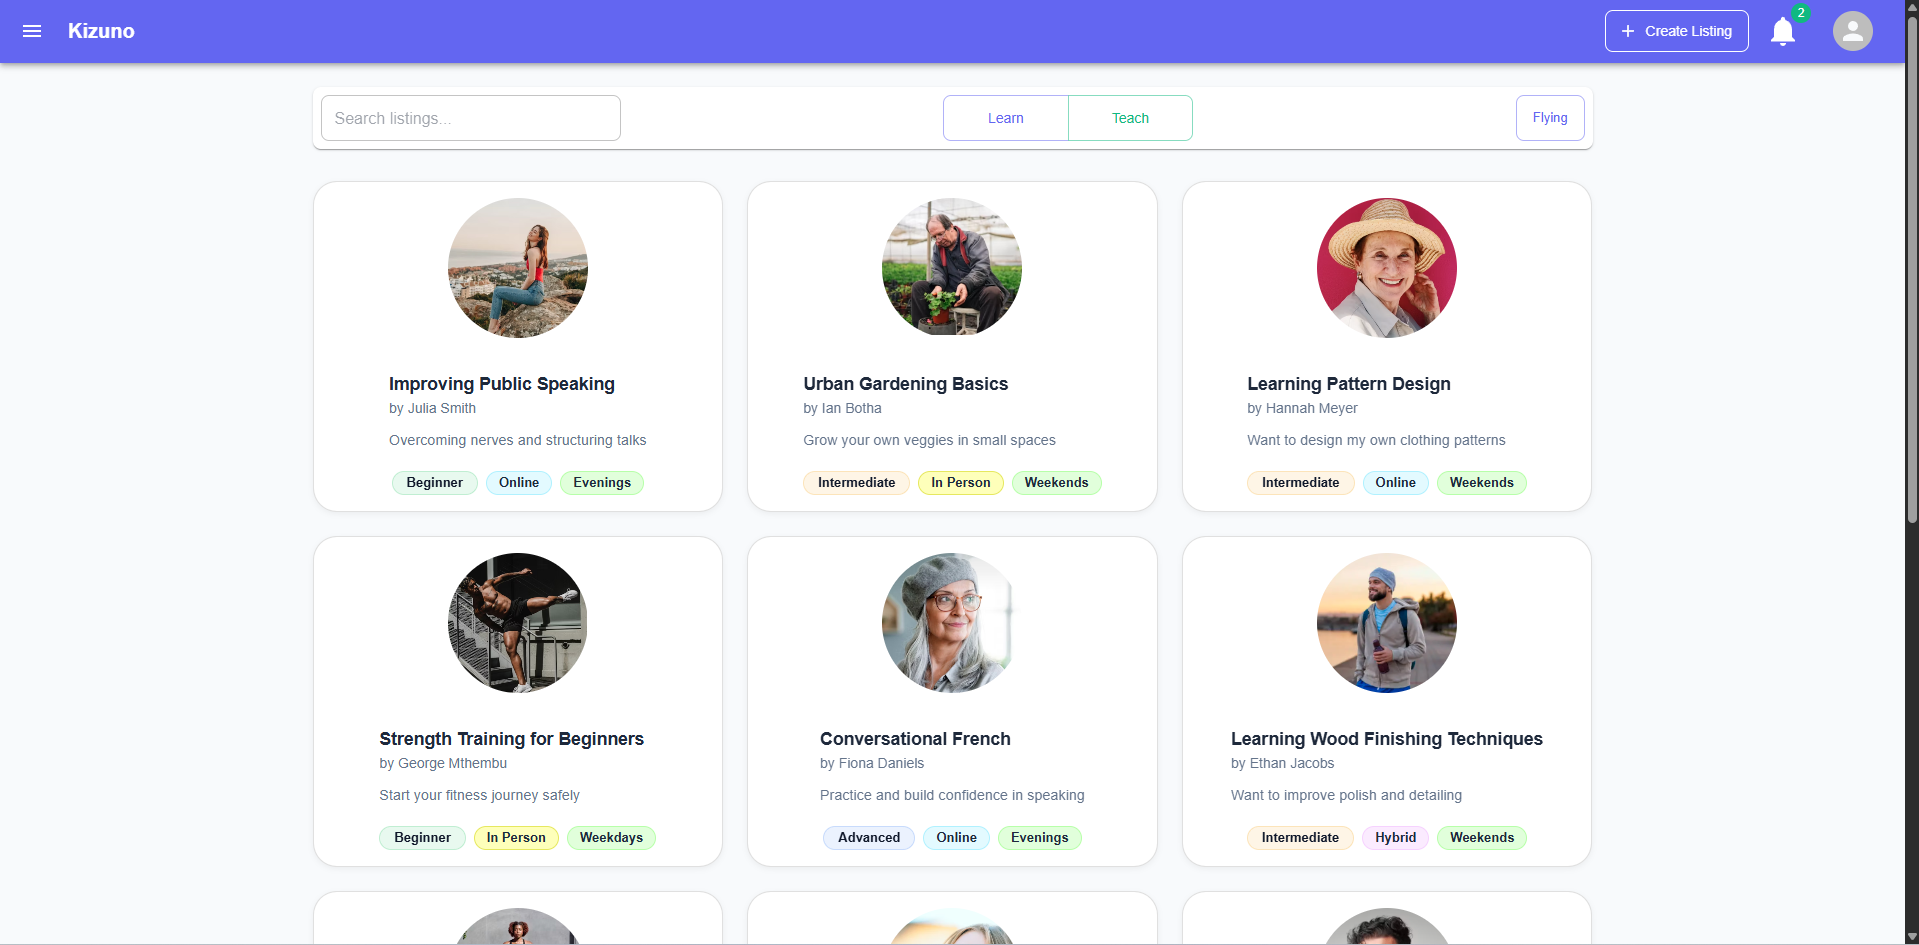 Kizuno
Create Listing
2
Search listings...
Learn
Teach
Flying
Improving Public Speaking
by Julia Smith
Overcoming nerves and structuring talks
Beginner
Online
Evenings
Urban Gardening Basics
by Ian Botha
Grow your own veggies in small spaces
Intermediate
In Person
Weekends
Learning Pattern Design
by Hannah Meyer
Want to design my own clothing patterns
Intermediate
Online
Weekends
Strength Training for Beginners
by George Mthembu
Start your fitness journey safely
Beginner
In Person
Weekdays
Conversational French
by Fiona Daniels
Practice and build confidence in speaking
Advanced
Online
Evenings
Learning Wood Finishing Techniques
by Ethan Jacobs
Want to improve polish and detailing
Intermediate
Hybrid
Weekends